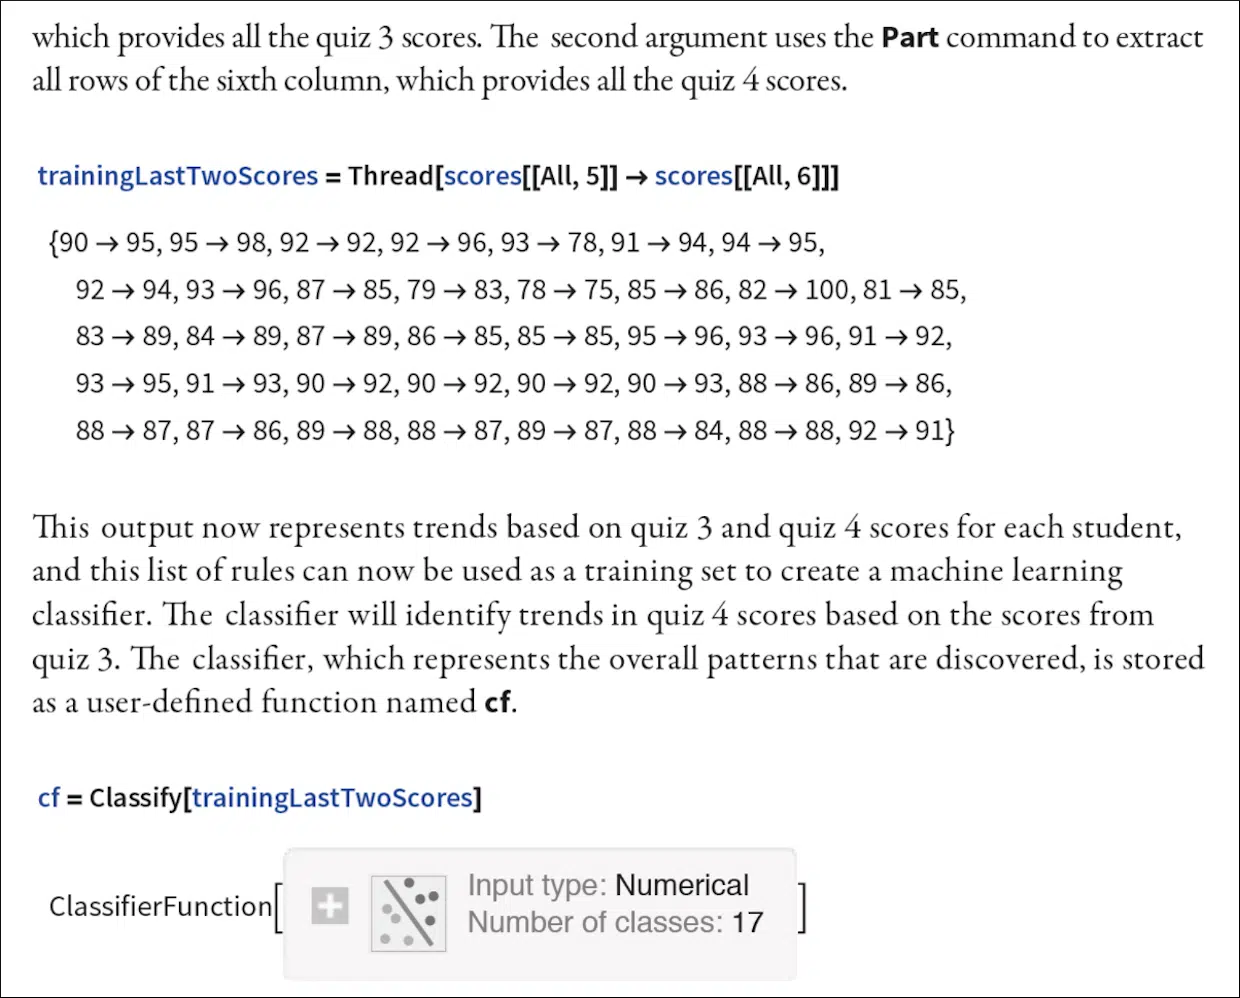 which provides all the quiz 3 scores. The second argument uses the Part command to extract
all rows of the sixth column, which provides all the quiz 4 scores.
trainingLastTwoScores = Thread[scores[[All, 5]] → scores[[All, 6]]]
{90 → 95, 95 → 98, 92 → 92, 92 → 96, 93 → 78, 91 → 94, 94 → 95,
92 → 94, 93 → 96, 87 → 85, 79 → 83, 78 → 75, 85 → 86, 82 → 100, 81 → 85,
83 → 89, 84 → 89, 87 → 89, 86 → 85, 85 → 85, 95 → 96, 93 → 96, 91 → 92,
93 → 95, 91 → 93, 90 → 92, 90 → 92, 90 → 92, 90 → 93, 88 → 86, 89 → 86,
88 → 87, 87 → 86, 89 → 88, 88 → 87, 89 → 87, 88 → 84, 88 → 88, 92 → 91}
This output now represents trends based on quiz 3 and quiz 4 scores for each student,
and this list of rules can now be used as a training set to create a machine learning
classifier. The classifier will identify trends in quiz 4 scores based on the scores from
quiz 3. The classifier, which represents the overall patterns that are discovered, is stored
as a user-defined function named cf.
cf = Classify[trainingLastTwoScores]
Input type: Numerical
ClassifierFunction[ ]
Number of classes: 17